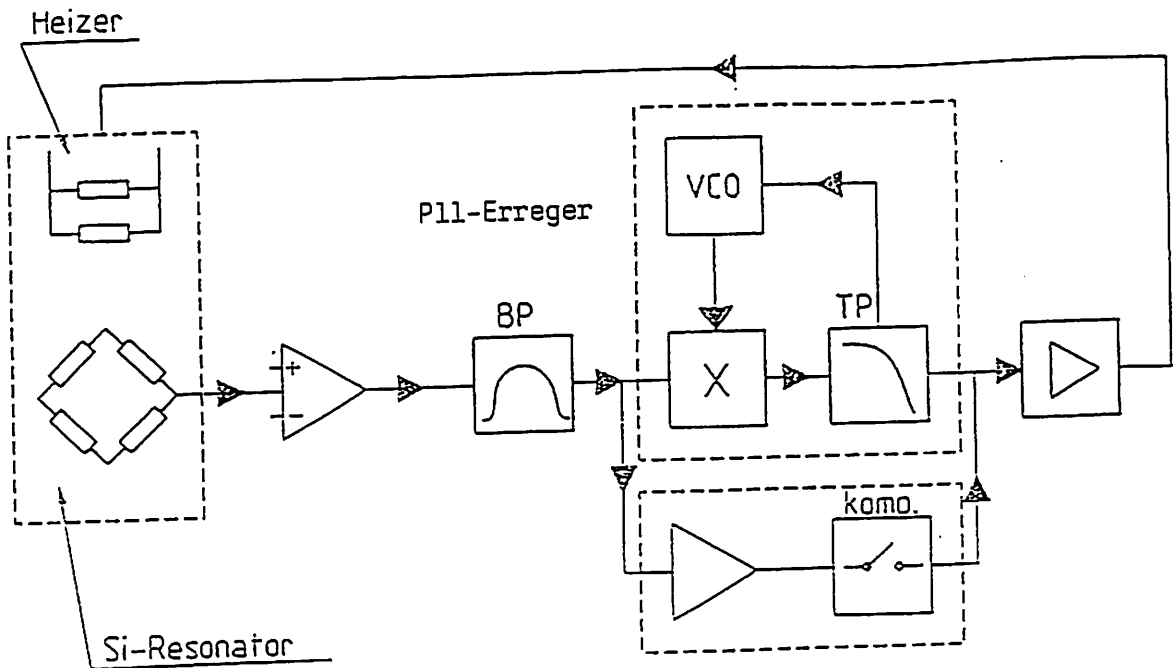 Heizer
VCO
Pll-Erreger
BP
TP
X
+
-
komo.
Si-Resonator